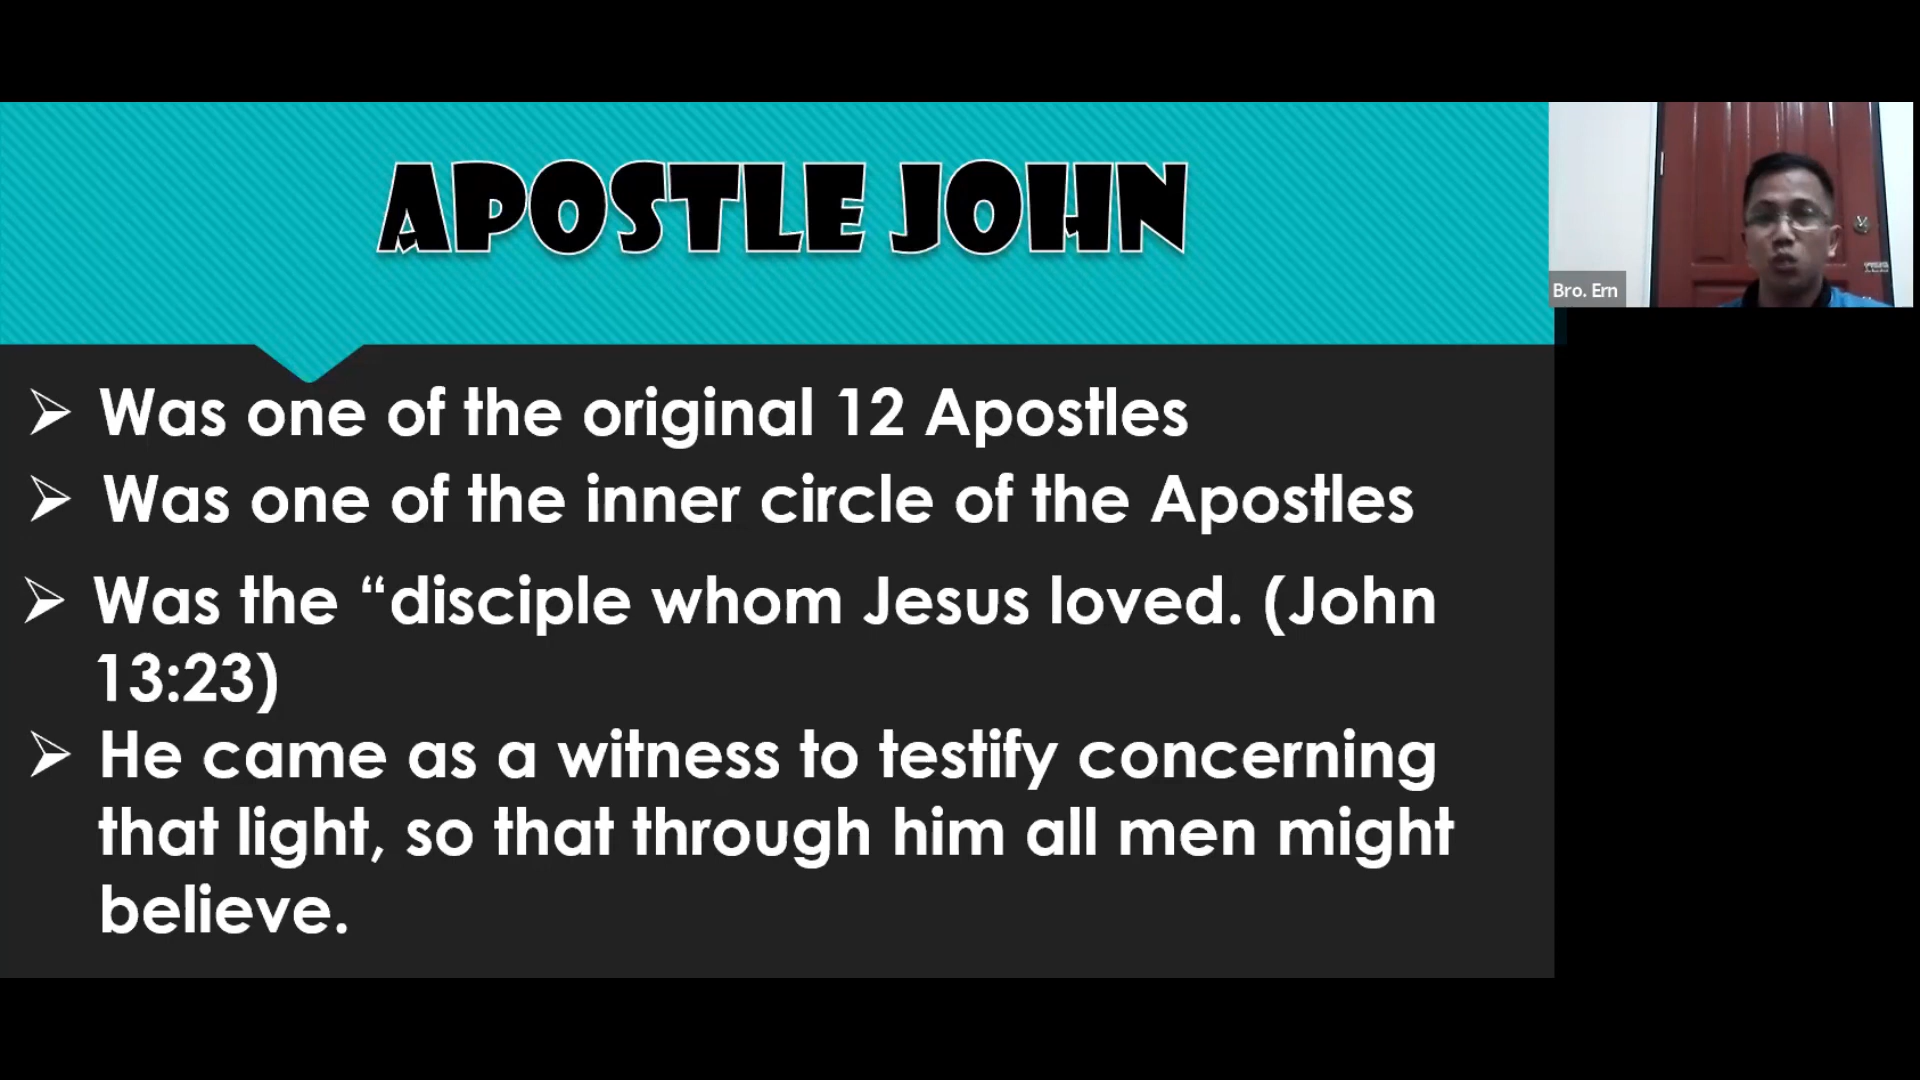 APOSTLE JOHN
Bro. Ern
➢ Was one of the original 12 Apostles
➢ Was one of the inner circle of the Apostles
➢ Was the “disciple whom Jesus loved. (John
13:23)
➢ He came as a witness to testify concerning
that light, so that through him all men might
believe.